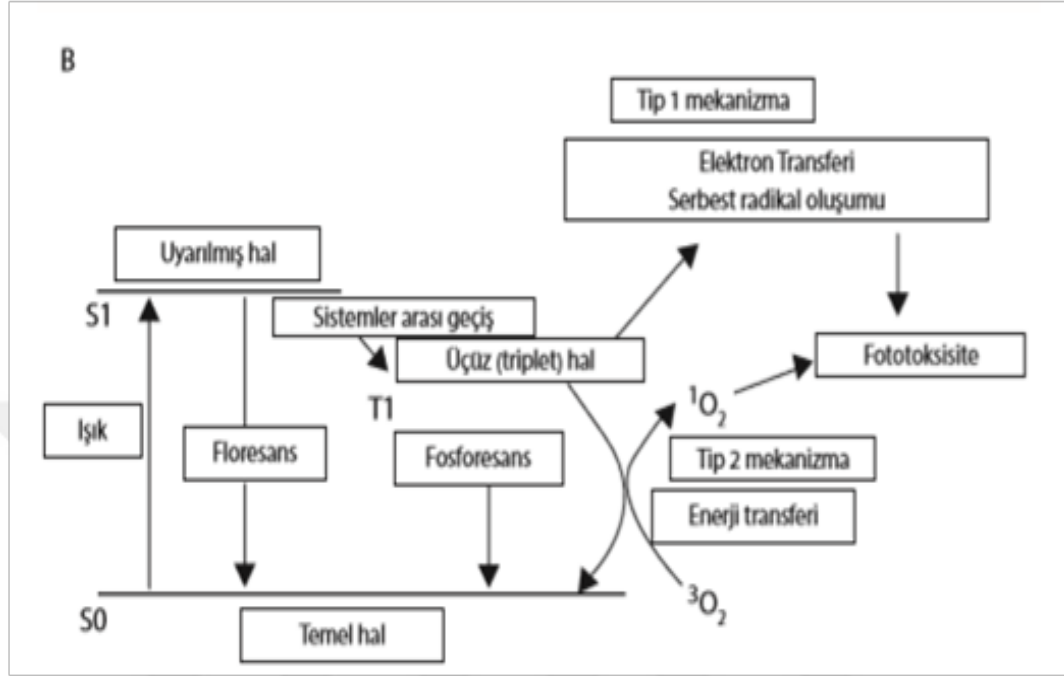 B
Tip 1 mekanizma
Elektron Transferi
Serbest radikal oluşumu
Uyarılmış hal
S1
Sistemler arası geçiş
Üçüz (triplet) hal
Fototoksisite
T1
¹O₂
Işık
Floresans
Fosforesans
Tip 2 mekanizma
Enerji transferi
³O₂
S0
Temel hal